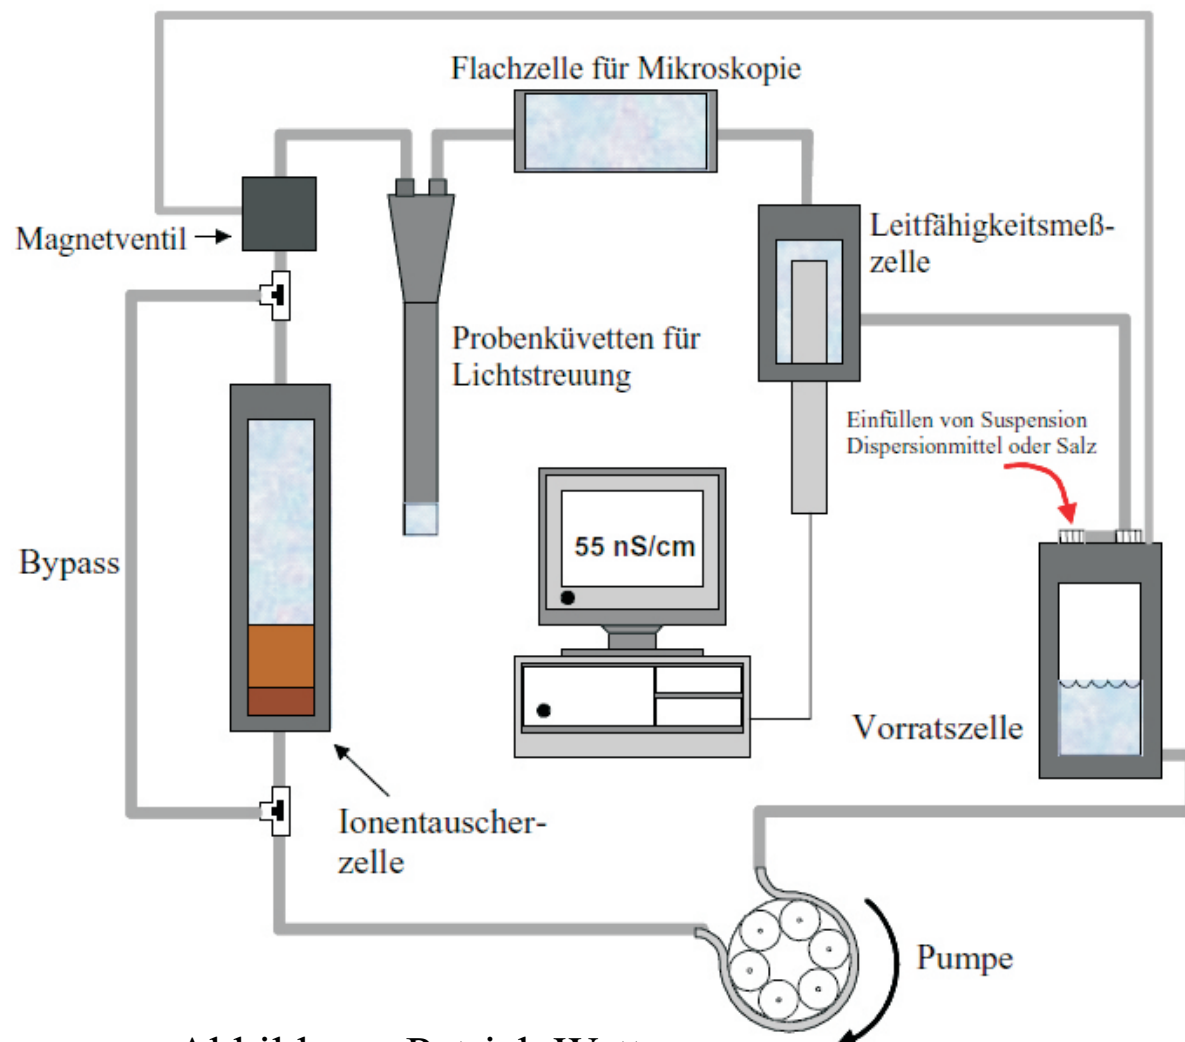 Flachzelle für Mikroskopie
Magnetventil
Leitfähigkeitsmeß-
zelle
Probenküvetten für
Lichtstreuung
Einfüllen von Suspension
Dispersionmittel oder Salz
55 nS/cm
Bypass
Vorratszelle
Ionentauscher-
zelle
Pumpe